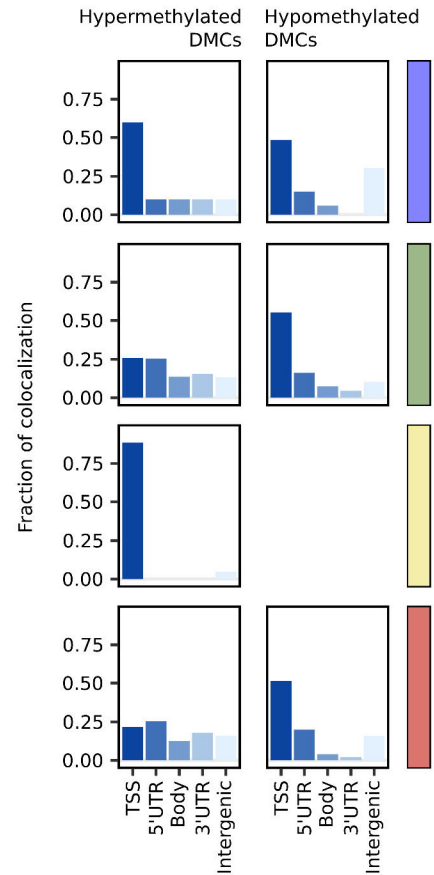 Hypermethylated DMCs
Hypomethylated DMCs
Fraction of colocalization
0.75
0.50
0.25
0.00
0.75
0.50
0.25
0.00
0.75
0.50
0.25
0.00
0.75
0.50
0.25
0.00
TSS
5'UTR
Body
3'UTR
Intergenic
TSS
5'UTR
Body
3'UTR
Intergenic